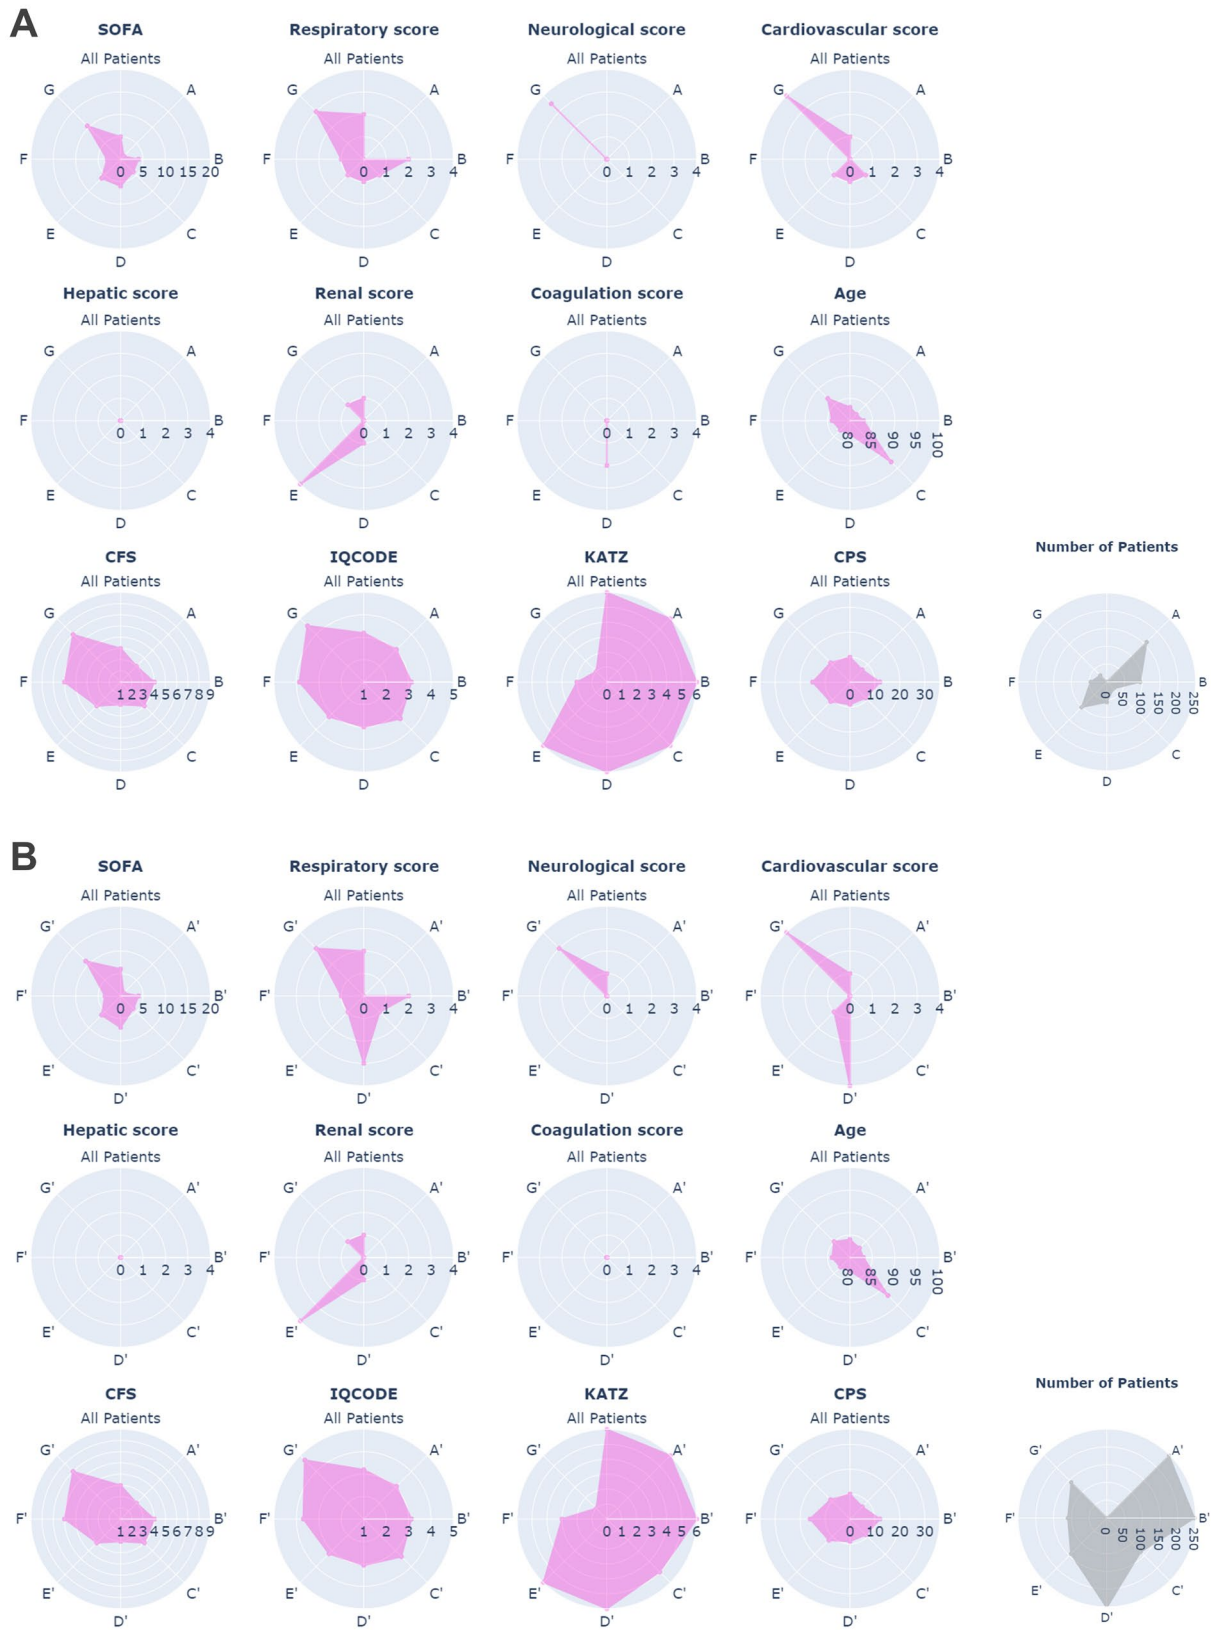 A
SOFA Respiratory score Neurological score Cardiovascular score
All Patients All Patients All Patients All Patients
G A G A G A G A
F B F B F B F B
0 5 10 15 20 0 1 2 3 4 0 1 2 3 4 0 1 2 3 4
E C E C E C E C
D D D D
Hepatic score Renal score Coagulation score Age
All Patients All Patients All Patients All Patients
G A G A G A G A
F B F B F B F B
0 1 2 3 4 0 1 2 3 4 0 1 2 3 4 80 85 90 95 100
E C E C E C E C
D D D D
CFS IQCODE KATZ CPS Number of Patients
All Patients All Patients All Patients All Patients
G A G A G A G A G A
F B F B F B F B F B
1 2 3 4 5 6 7 8 9 1 2 3 4 5 0 1 2 3 4 5 6 0 10 20 30 0 50 100 150 200 250
E C E C E C E C E C
D D D D D
B
SOFA Respiratory score Neurological score Cardiovascular score
All Patients All Patients All Patients All Patients
G' A' G' A' G' A' G' A'
F' B' F' B' F' B' F' B'
0 5 10 15 20 0 1 2 3 4 0 1 2 3 4 0 1 2 3 4
E' C' E' C' E' C' E' C'
D' D' D' D'
Hepatic score Renal score Coagulation score Age
All Patients All Patients All Patients All Patients
G' A' G' A' G' A' G' A'
F' B' F' B' F' B' F' B'
0 1 2 3 4 0 1 2 3 4 0 1 2 3 4 80 85 90 95 100
E' C' E' C' E' C' E' C'
D' D' D' D'
CFS IQCODE KATZ CPS Number of Patients
All Patients All Patients All Patients All Patients
G' A' G' A' G' A' G' A' G' A'
F' B' F' B' F' B' F' B' F' B'
1 2 3 4 5 6 7 8 9 1 2 3 4 5 0 1 2 3 4 5 6 0 10 20 30 0 50 100 150 200 250
E' C' E' C' E' C' E' C' E' C'
D' D' D' D' D'